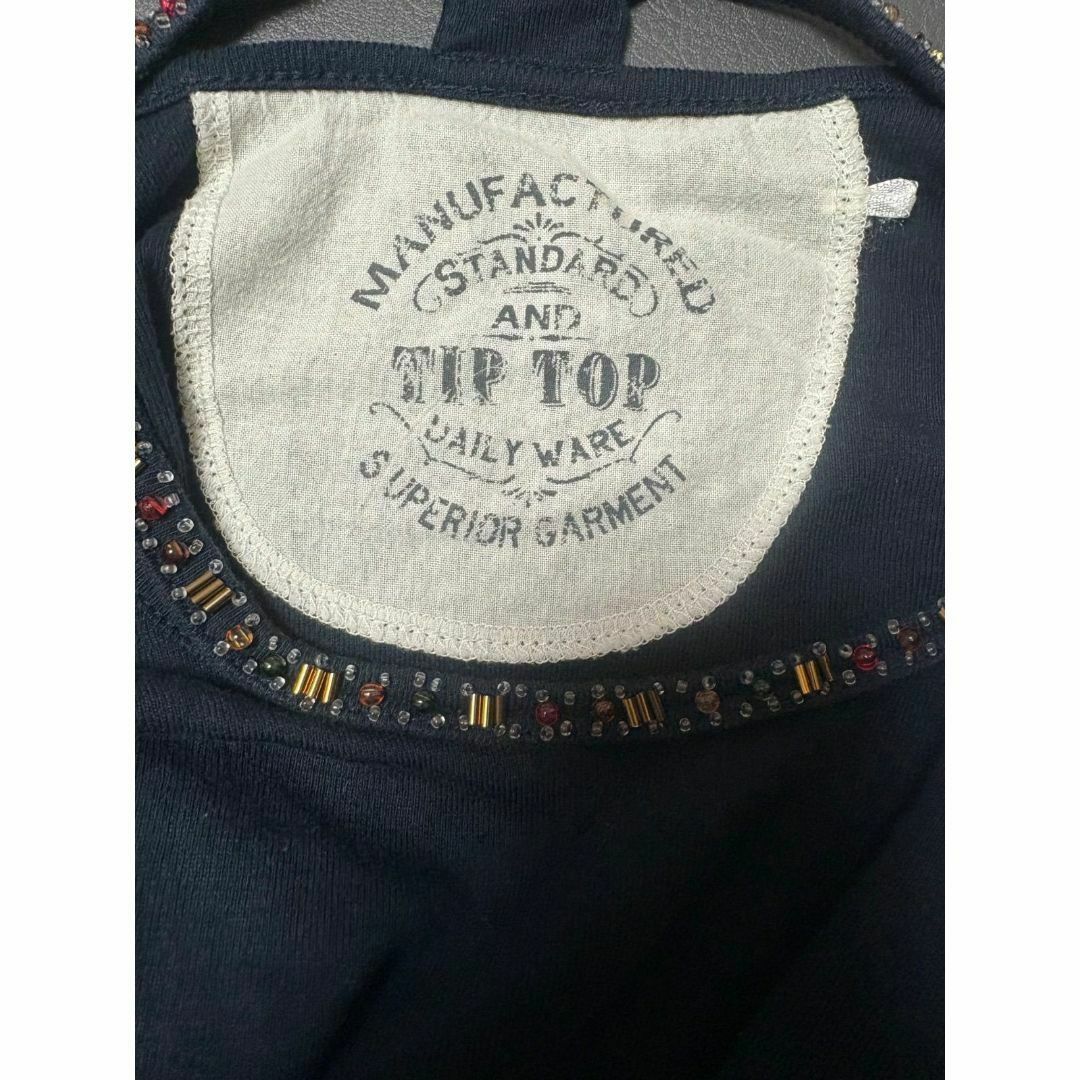 MANUFACTURED
STANDARD
AND
TIP TOP
DAILY WARE
SUPERIOR GARMENT